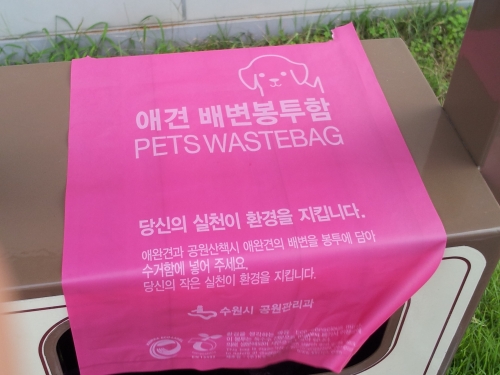 애견 배변봉투함
PETS WASTEBAG
당신의 실천이 환경을 지킵니다.
애완견과 공원산책시 애완견의 배변을 봉투에 담아
수거함에 넣어 주세요.
당신의 작은 실천이 환경을 지킵니다.
수원시 공원관리과